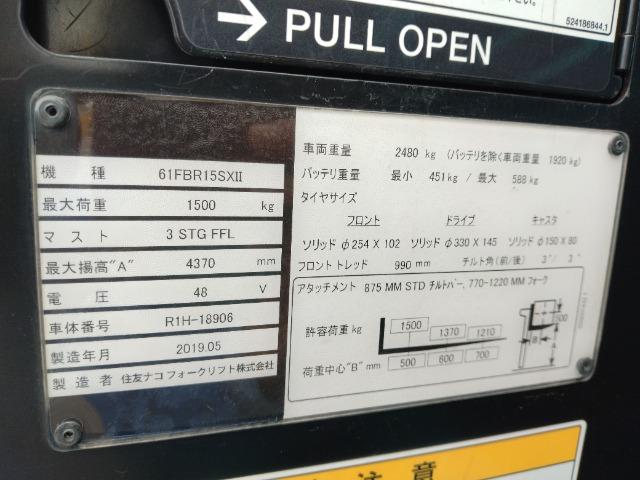 524186844.1
→ PULL OPEN
機 種 61FBR15SXII
最大荷重 1500 kg
マスト 3 STG FFL
最大揚高"A" 4370 mm
電 圧 48 V
車体番号 R1H-18906
製造年月 2019.05
製造者 住友ナコフォークリフト株式会社
車両重量 2480 kg (バッテリを除く車両重量 1920 kg)
バッテリ重量 最小 451kg / 最大 588 kg
タイヤサイズ
フロント ドライブ キャスタ
ソリッド φ254 X 102 ソリッド φ330 X 145 ソリッド φ150 X 80
フロント トレッド 990 mm チルト角(前/後) 3°/ 3°
アタッチメント 875 MM STD チルトバー, 770-1220 MM フォーク
許容荷重 kg 1500 1370 1210
荷重中心"B" mm 500 600 700
B
A
注 意